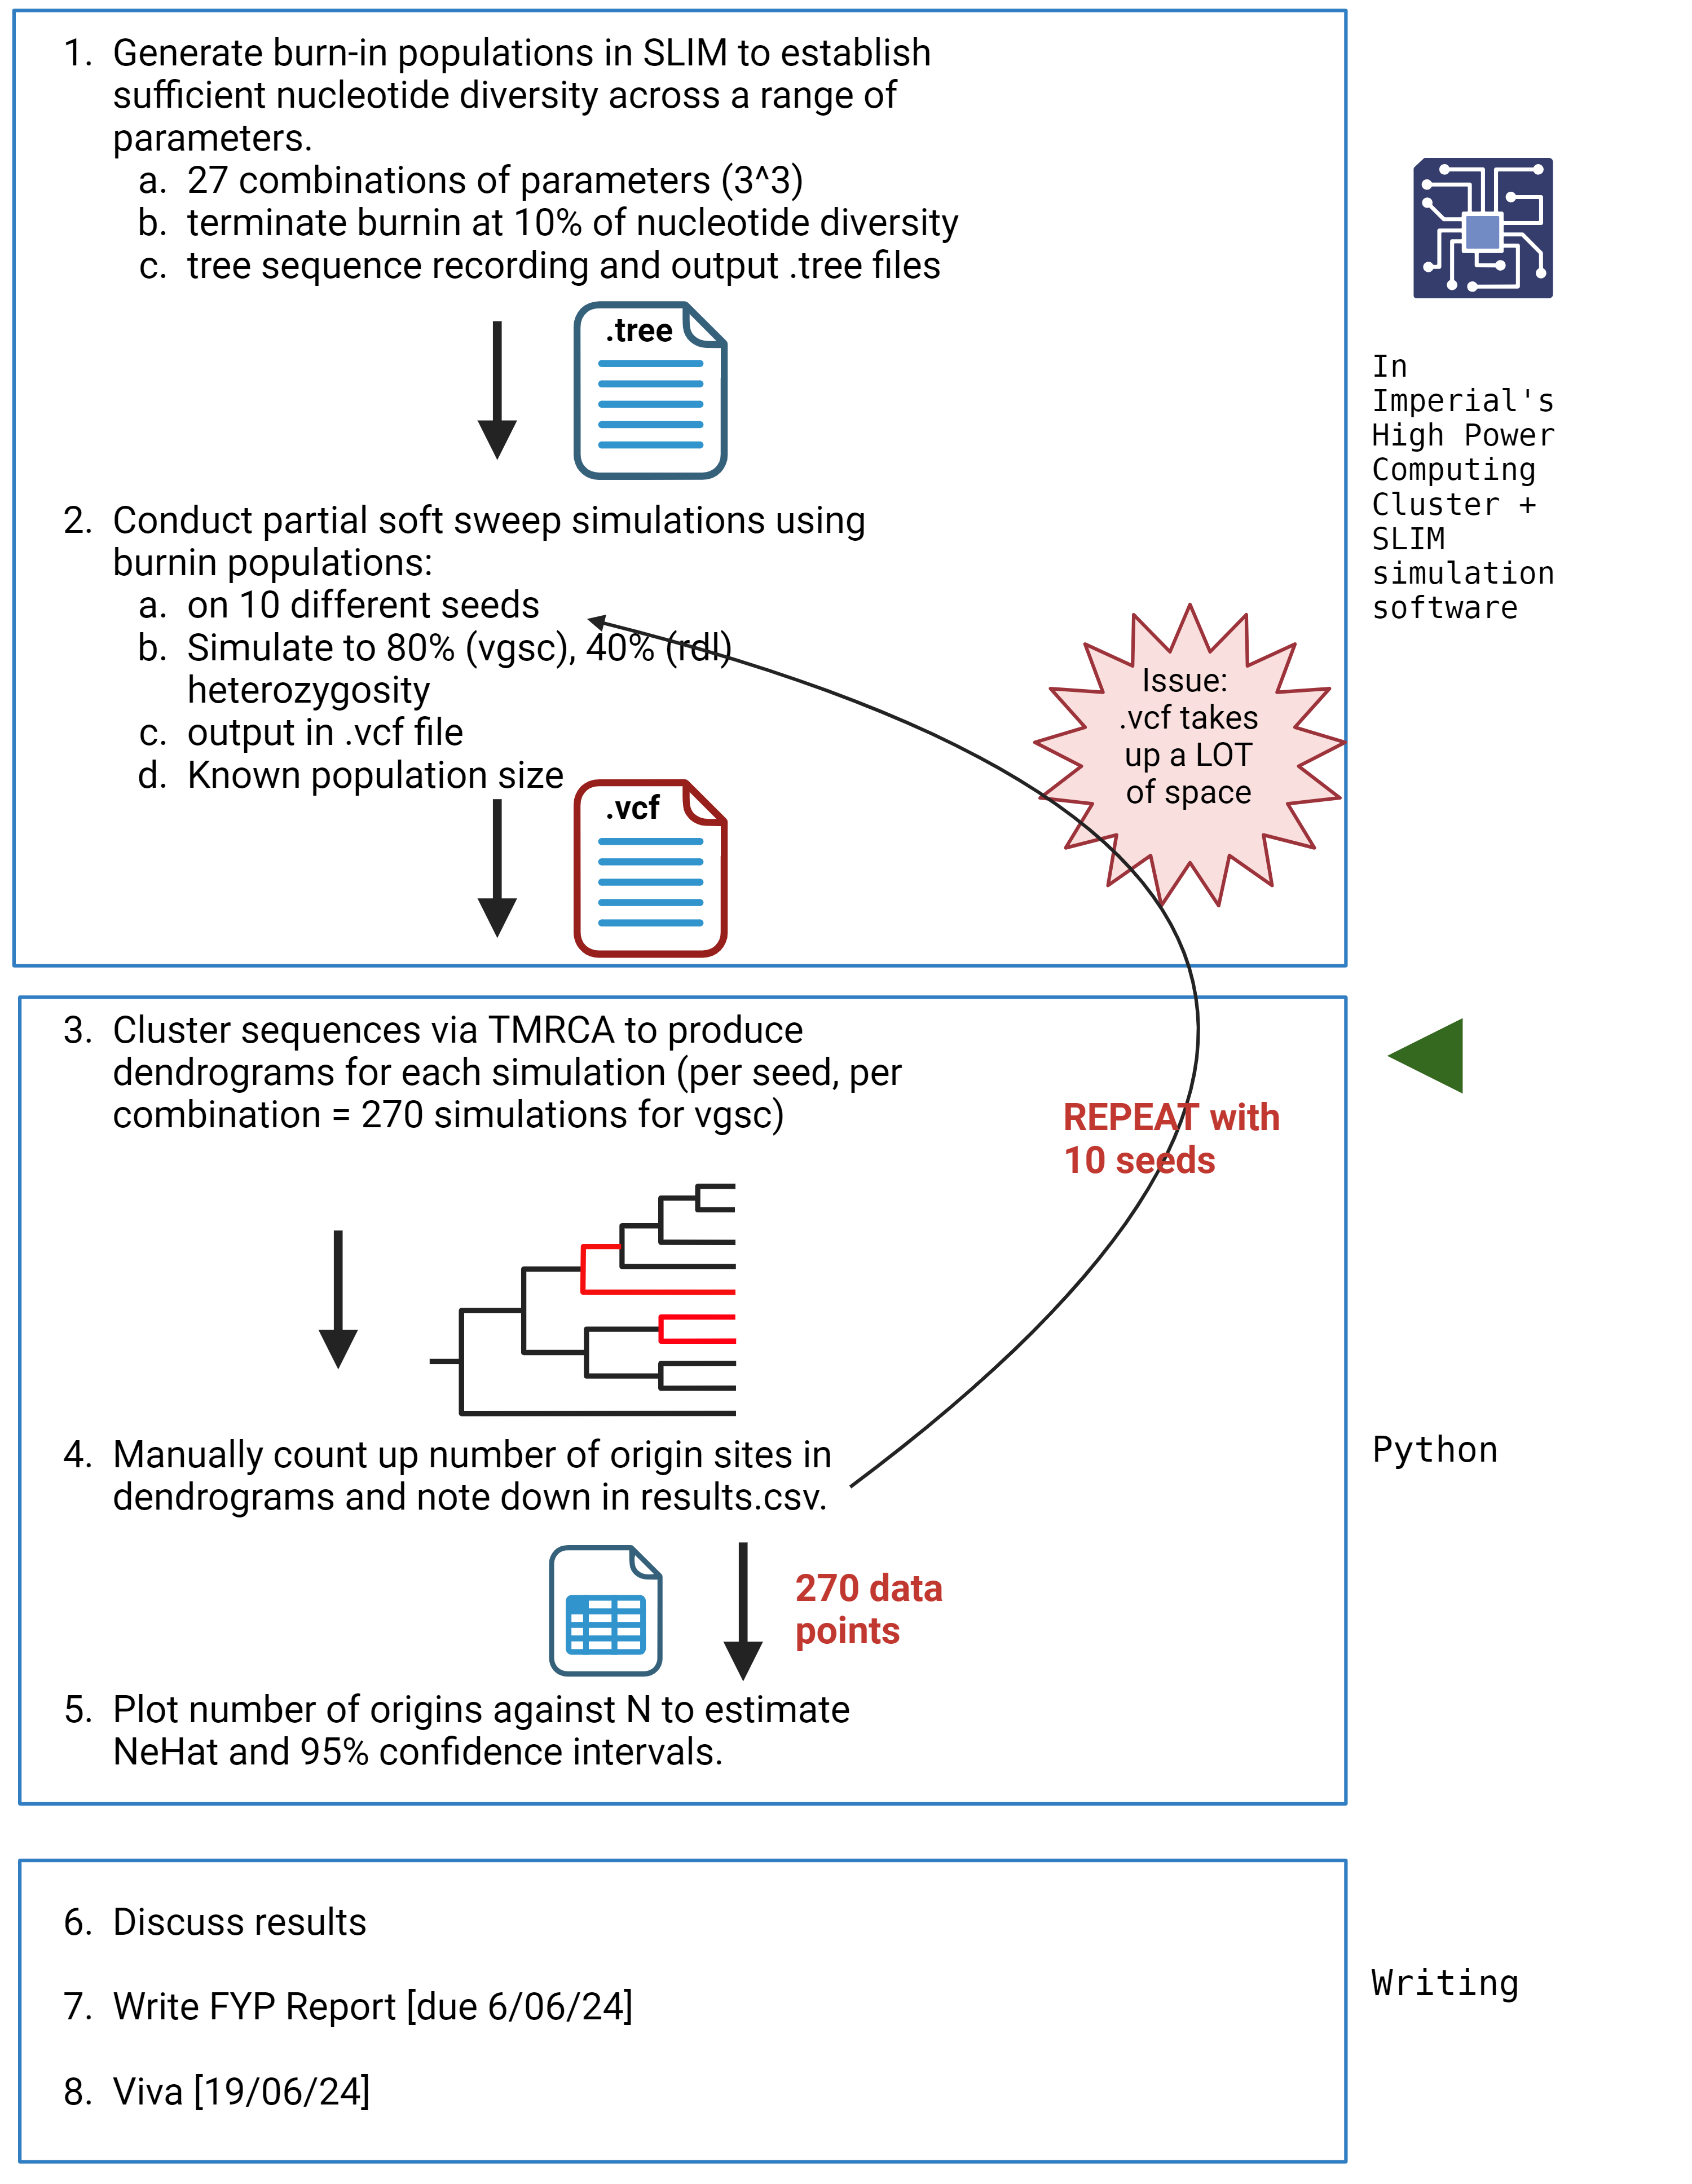 1. Generate burn-in populations in SLIM to establish
sufficient nucleotide diversity across a range of
parameters.
a. 27 combinations of parameters (3^3)
b. terminate burnin at 10% of nucleotide diversity
c. tree sequence recording and output .tree files
.tree
In
Imperial's
High Power
Computing
Cluster +
SLIM
simulation
software
2. Conduct partial soft sweep simulations using
burnin populations:
a. on 10 different seeds
b. Simulate to 80% (vgsc), 40% (rdl)
heterozygosity
c. output in .vcf file
d. Known population size
.vcf
Issue:
.vcf takes
up a LOT
of space
3. Cluster sequences via TMRCA to produce
dendrograms for each simulation (per seed, per
combination = 270 simulations for vgsc)
REPEAT with
10 seeds
4. Manually count up number of origin sites in
dendrograms and note down in results.csv.
Python
270 data
points
5. Plot number of origins against N to estimate
NeHat and 95% confidence intervals.
6. Discuss results
7. Write FYP Report [due 6/06/24]
8. Viva [19/06/24]
Writing